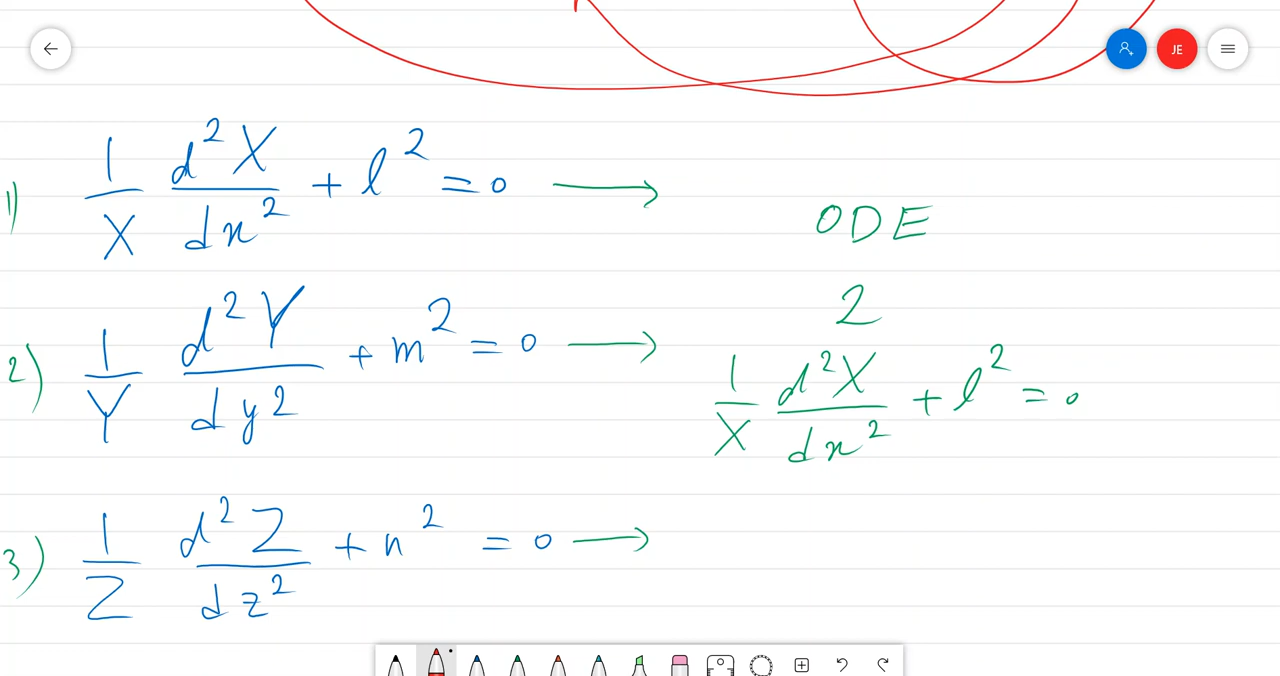 JE
1) 1/X d²X/dx² + l² = 0 →
ODE
2) 1/Y d²Y/dy2 + m² = 0 →
2
1/X d²X/dx² + l² = 0
3) 1/Z d²Z/dz² + n² = 0 →